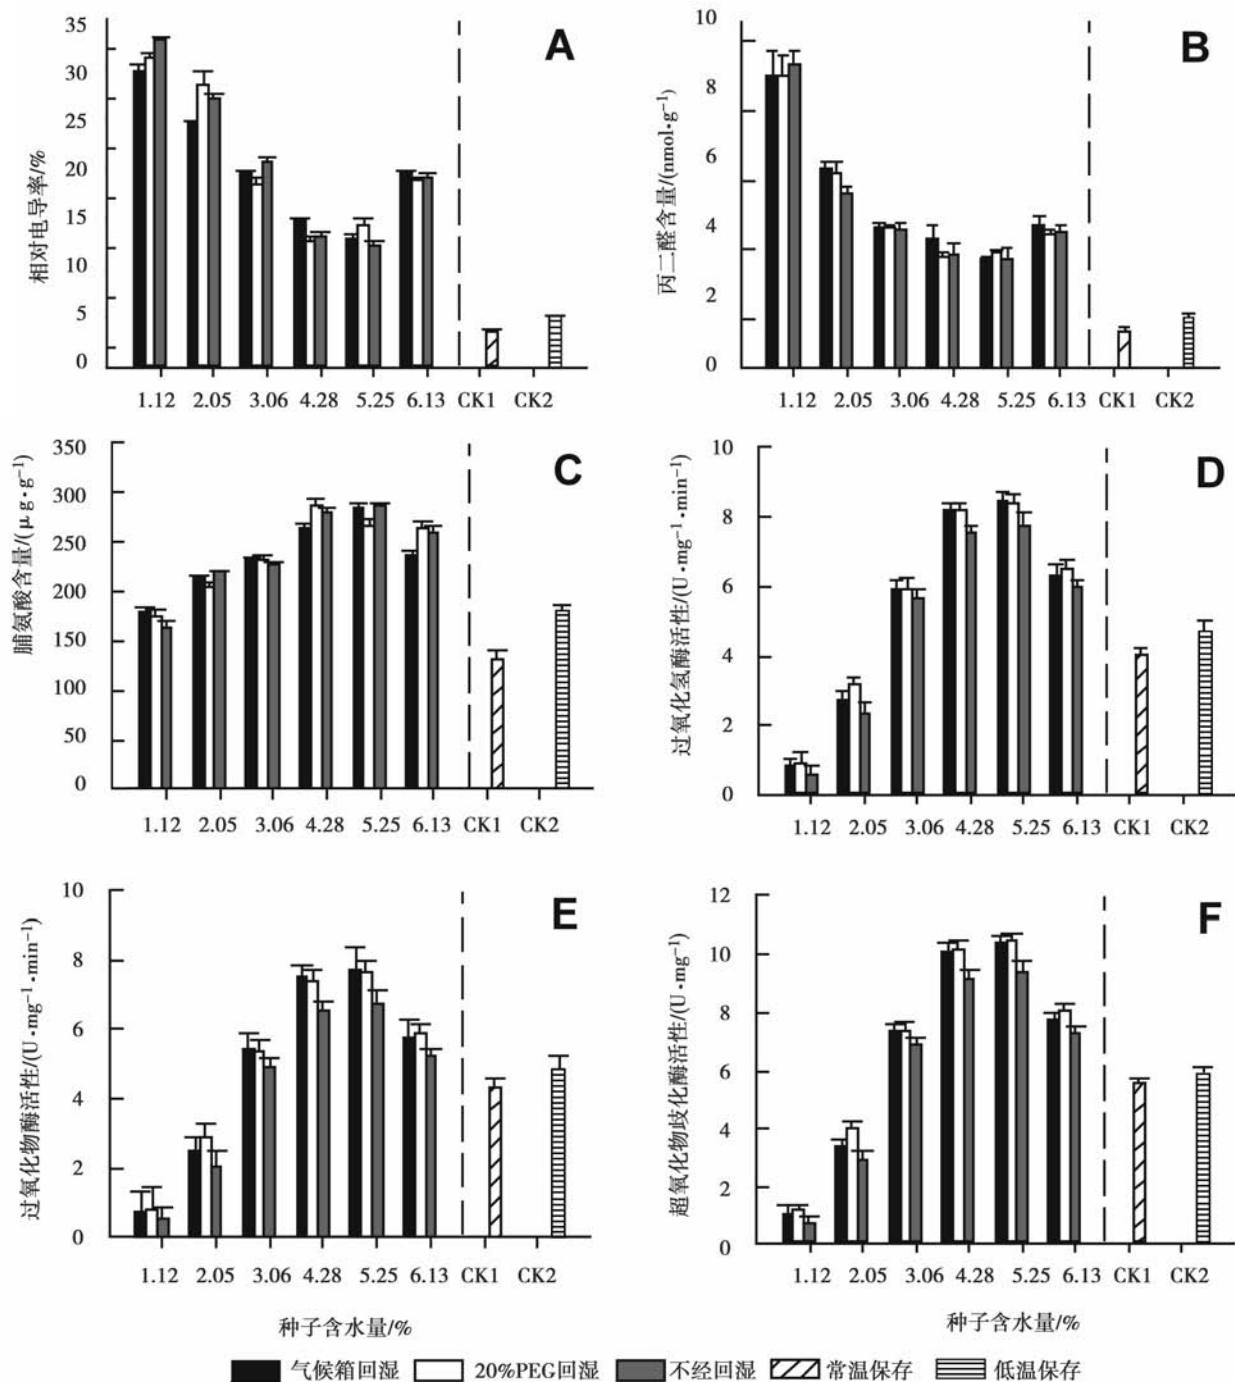 A
相对电导率/%
35
30
25
20
15
10
5
0
1.12 2.05 3.06 4.28 5.25 6.13 CK1 CK2
B
丙二醛含量/(nmol·g⁻¹)
10
8
6
4
2
0
1.12 2.05 3.06 4.28 5.25 6.13 CK1 CK2
C
脯氨酸含量/(μg·g⁻¹)
350
300
250
200
150
100
50
0
1.12 2.05 3.06 4.28 5.25 6.13 CK1 CK2
D
过氧化氢酶活性/(U·mg⁻¹·min⁻¹)
10
8
6
4
2
0
1.12 2.05 3.06 4.28 5.25 6.13 CK1 CK2
E
过氧化物酶活性/(U·mg⁻¹·min⁻¹)
10
8
6
4
2
0
1.12 2.05 3.06 4.28 5.25 6.13 CK1 CK2
种子含水量/%
F
超氧化物歧化酶活性/(U·mg⁻¹)
12
10
8
6
4
2
0
1.12 2.05 3.06 4.28 5.25 6.13 CK1 CK2
种子含水量/%
气候箱回湿 20%PEG回湿 不经回湿 常温保存 低温保存